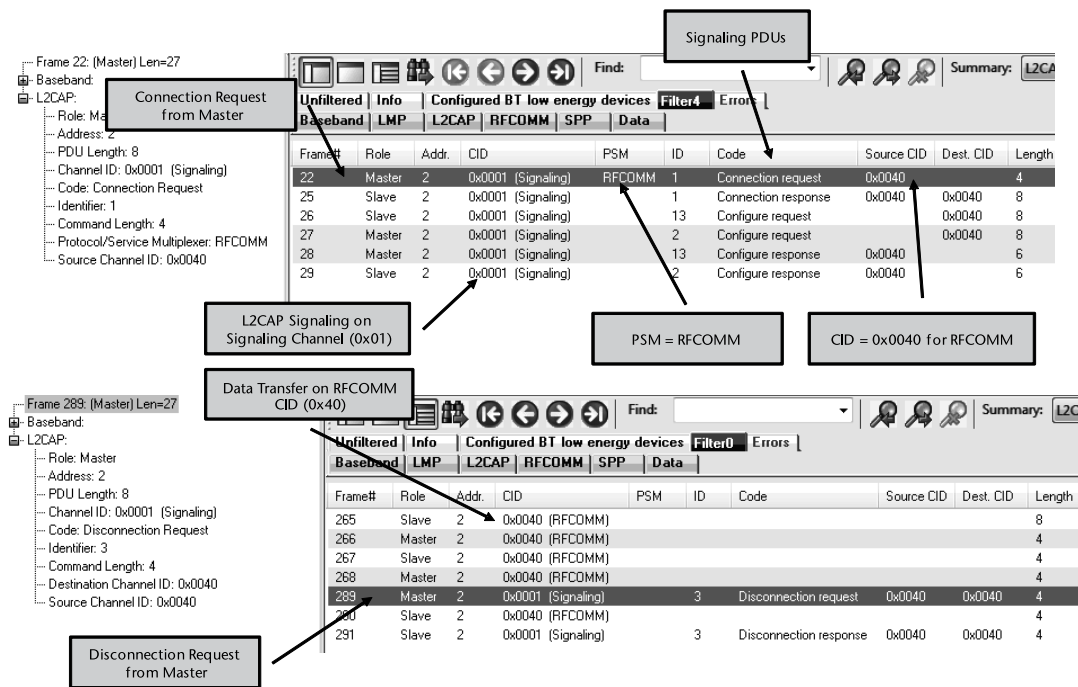 Signaling PDUs
Frame 22: (Master) Len=27
Baseband:
L2CAP:
Role: Ma
Address: 2
PDU Length: 8
Channel ID: 0x0001 (Signaling)
Code: Connection Request
Identifier: 1
Command Length: 4
Protocol/Service Multiplexer: RFCOMM
Source Channel ID: 0x0040
Connection Request
from Master
Find:
Summary: L2CA
Unfiltered Info Configured BT low energy devices Filter4 Errors
Baseband LMP L2CAP RFCOMM SPP Data
Frame# Role Addr. CID PSM ID Code Source CID Dest. CID Length
22 Master 2 0x0001 (Signaling) RFCOMM 1 Connection request 0x0040 4
25 Slave 2 0x0001 (Signaling) 1 Connection response 0x0040 0x0040 8
26 Slave 2 0x0001 (Signaling) 13 Configure request 0x0040 8
27 Master 2 0x0001 (Signaling) 2 Configure request 0x0040 8
28 Master 2 0x0001 (Signaling) 13 Configure response 0x0040 6
29 Slave 2 0x0001 (Signaling) 2 Configure response 0x0040 6
L2CAP Signaling on
Signaling Channel (0x01)
PSM = RFCOMM
CID = 0x0040 for RFCOMM
Data Transfer on RFCOMM
CID (0x40)
Frame 289: (Master) Len=27
Baseband:
L2CAP:
Role: Master
Address: 2
PDU Length: 8
Channel ID: 0x0001 (Signaling)
Code: Disconnection Request
Identifier: 3
Command Length: 4
Destination Channel ID: 0x0040
Source Channel ID: 0x0040
Find:
Summary: L2C
Unfiltered Info Configured BT low energy devices Filter0 Errors
Baseband LMP L2CAP RFCOMM SPP Data
Frame# Role Addr. CID PSM ID Code Source CID Dest. CID Length
265 Slave 2 0x0040 (RFCOMM) 8
266 Master 2 0x0040 (RFCOMM) 4
267 Slave 2 0x0040 (RFCOMM) 4
268 Master 2 0x0040 (RFCOMM) 4
289 Master 2 0x0001 (Signaling) 3 Disconnection request 0x0040 0x0040 4
290 Slave 2 0x0040 (RFCOMM) 4
291 Slave 2 0x0001 (Signaling) 3 Disconnection response 0x0040 0x0040 4
Disconnection Request
from Master